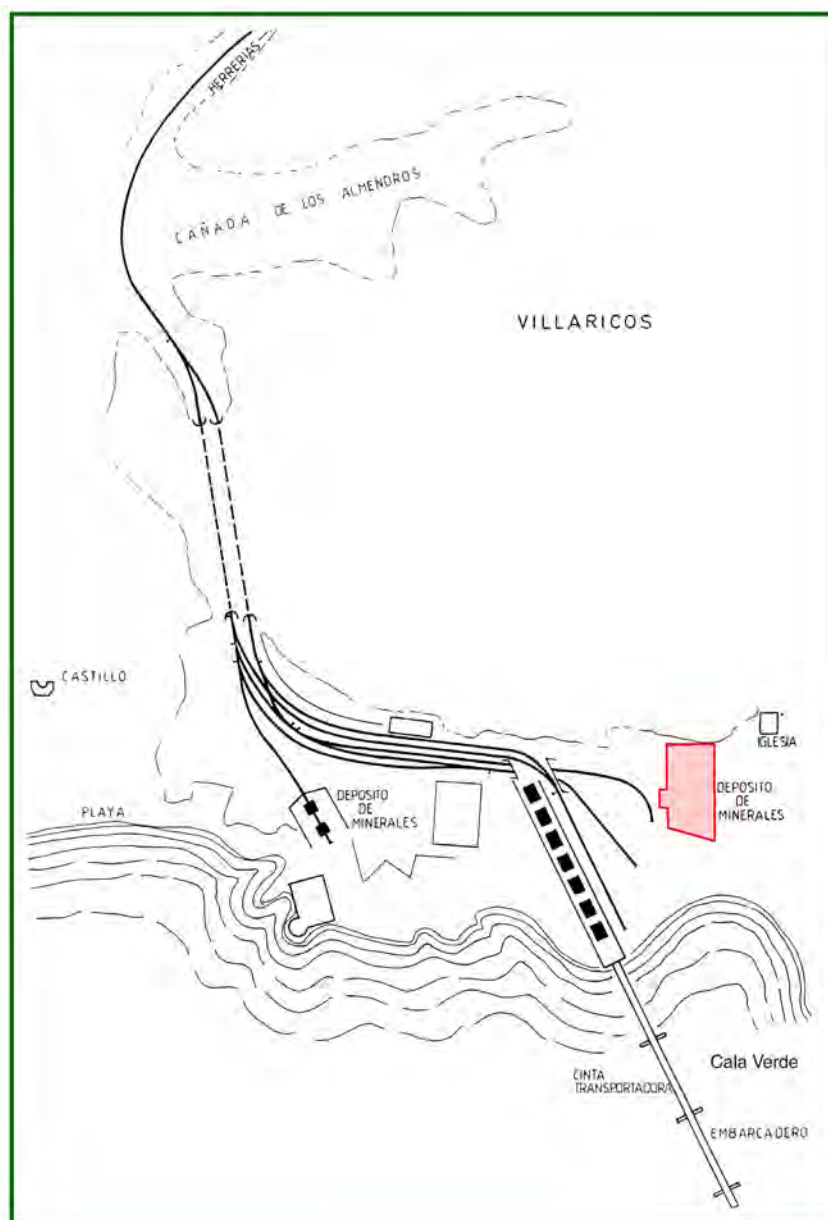 HERRERIAS
CAÑADA DE LOS ALMENDROS
VILLARICOS
CASTILLO
IGLESIA
PLAYA
DEPOSITO
DE
MINERALES
DEPOSITO
DE
MINERALES
Cala Verde
CINTA
TRANSPORTADORA
EMBARCADERO